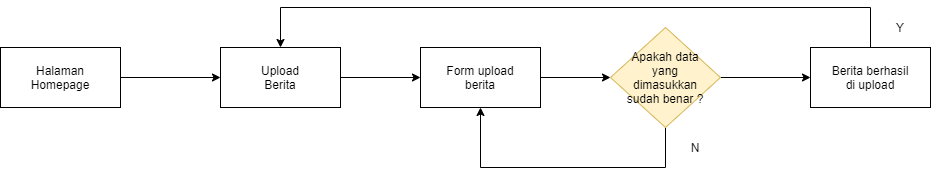 Halaman
Homepage
Upload
Berita
Form upload
berita
Apakah data
yang
dimasukkan
sudah benar ?
Y
Berita berhasil
di upload
N